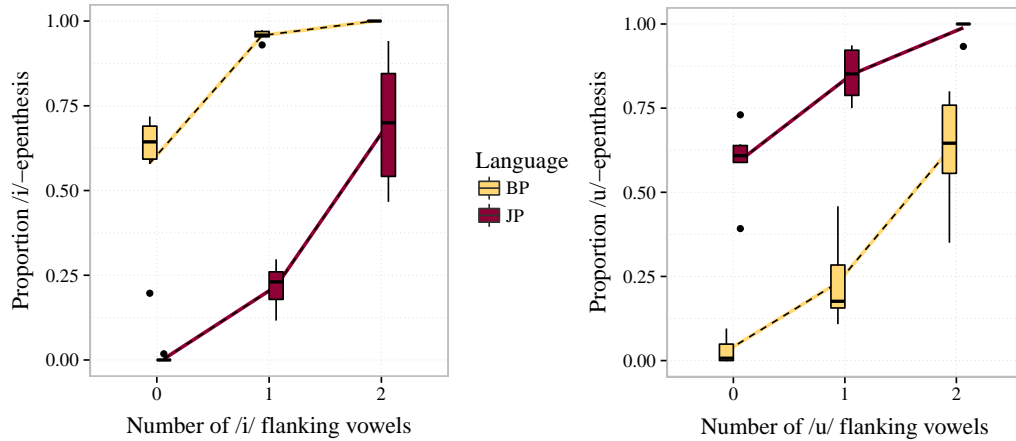 Proportion /i/−epenthesis
1.00
0.75
0.50
0.25
0.00
0
1
2
Number of /i/ flanking vowels
Language
BP
JP
Proportion /u/−epenthesis
1.00
0.75
0.50
0.25
0.00
0
1
2
Number of /u/ flanking vowels